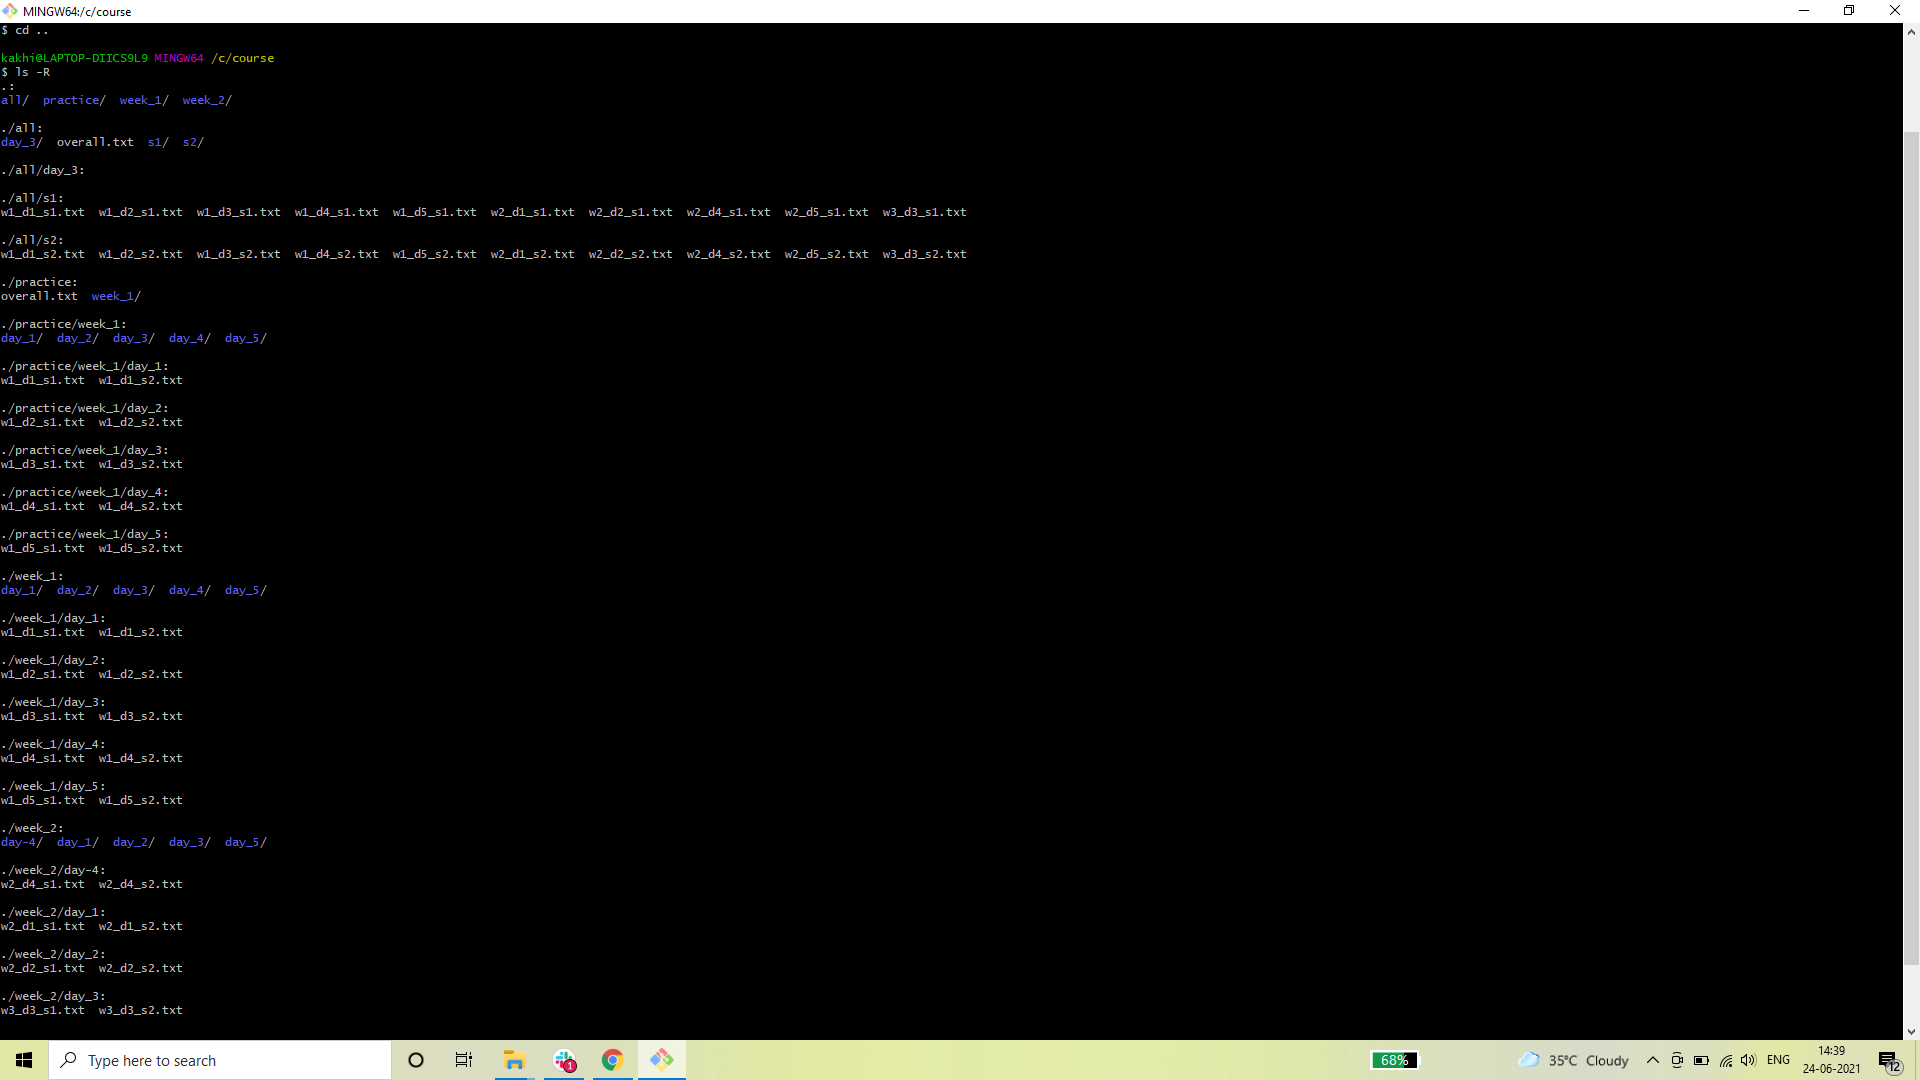 MINGW64:/c/course
$ cd ..
kakhi@LAPTOP-DIICS9L9 MINGW64 /c/course
$ ls -R
.:
all/  practice/  week_1/  week_2/
./all:
day_3/  overall.txt  s1/  s2/
./all/day_3:
./all/s1:
w1_d1_s1.txt  w1_d2_s1.txt  w1_d3_s1.txt  w1_d4_s1.txt  w1_d5_s1.txt  w2_d1_s1.txt  w2_d2_s1.txt  w2_d4_s1.txt  w2_d5_s1.txt  w3_d3_s1.txt
./all/s2:
w1_d1_s2.txt  w1_d2_s2.txt  w1_d3_s2.txt  w1_d4_s2.txt  w1_d5_s2.txt  w2_d1_s2.txt  w2_d2_s2.txt  w2_d4_s2.txt  w2_d5_s2.txt  w3_d3_s2.txt
./practice:
overall.txt  week_1/
./practice/week_1:
day_1/  day_2/  day_3/  day_4/  day_5/
./practice/week_1/day_1:
w1_d1_s1.txt  w1_d1_s2.txt
./practice/week_1/day_2:
w1_d2_s1.txt  w1_d2_s2.txt
./practice/week_1/day_3:
w1_d3_s1.txt  w1_d3_s2.txt
./practice/week_1/day_4:
w1_d4_s1.txt  w1_d4_s2.txt
./practice/week_1/day_5:
w1_d5_s1.txt  w1_d5_s2.txt
./week_1:
day_1/  day_2/  day_3/  day_4/  day_5/
./week_1/day_1:
w1_d1_s1.txt  w1_d1_s2.txt
./week_1/day_2:
w1_d2_s1.txt  w1_d2_s2.txt
./week_1/day_3:
w1_d3_s1.txt  w1_d3_s2.txt
./week_1/day_4:
w1_d4_s1.txt  w1_d4_s2.txt
./week_1/day_5:
w1_d5_s1.txt  w1_d5_s2.txt
./week_2:
day-4/  day_1/  day_2/  day_3/  day_5/
./week_2/day-4:
w2_d4_s1.txt  w2_d4_s2.txt
./week_2/day_1:
w2_d1_s1.txt  w2_d1_s2.txt
./week_2/day_2:
w2_d2_s1.txt  w2_d2_s2.txt
./week_2/day_3:
w3_d3_s1.txt  w3_d3_s2.txt
Type here to search
1
68%
35°C Cloudy
ENG
14:39
24-06-2021
12